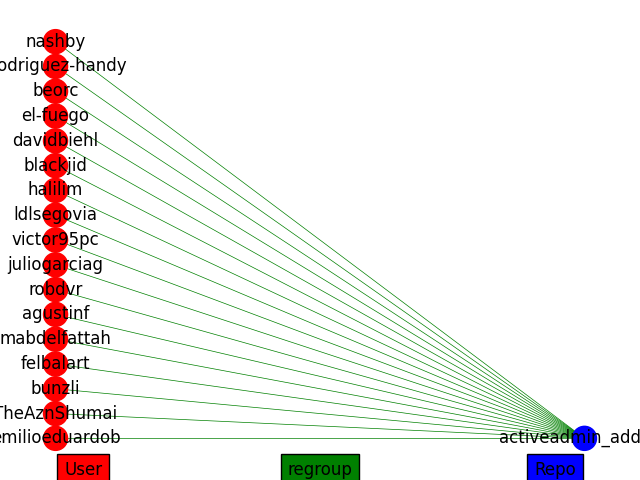 nashby
odriguez-handy
beorc
el-fuego
davidbiehl
blackjid
halilim
ldlsegovia
victor95pc
juliogarciag
robdvr
agustinf
mabdelfattah
felbalart
bunzli
TheAznShumai
emilioeduardob
activeadmin_add
User
regroup
Repo